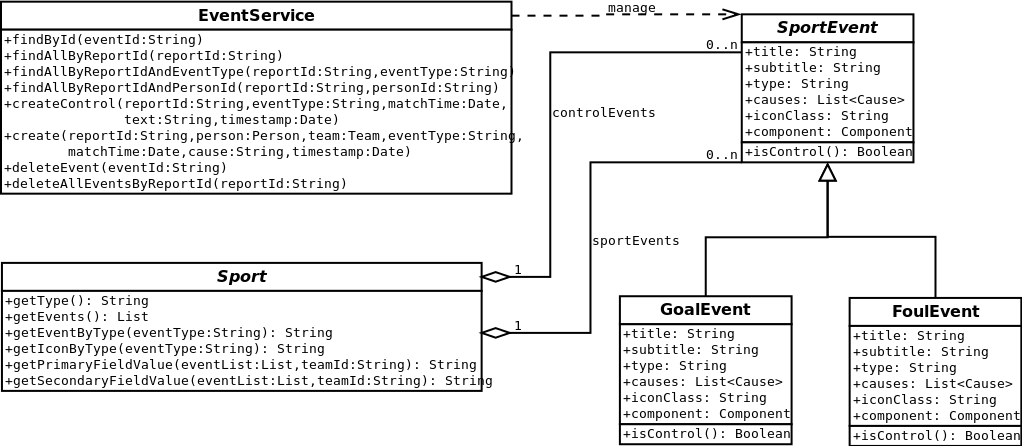 EventService
+findById(eventId:String)
+findAllByReportId(reportId:String)
+findAllByReportIdAndEventType(reportId:String,eventType:String)
+findAllByReportIdAndPersonId(reportId:String,personId:String)
+createControl(reportId:String,eventType:String,matchTime:Date,
text:String,timestamp:Date)
+create(reportId:String,person:Person,team:Team,eventType:String,
matchTime:Date,cause:String,timestamp:Date)
+deleteEvent(eventId:String)
+deleteAllEventsByReportId(reportId:String)
manage
SportEvent
+title: String
+subtitle: String
+type: String
+causes: List<Cause>
+iconClass: String
+component: Component
+isControl(): Boolean
0..n
controlEvents
0..n
sportEvents
1
1
Sport
+getType(): String
+getEvents(): List
+getEventByType(eventType:String): String
+getIconByType(eventType:String): String
+getPrimaryFieldValue(eventList:List,teamId:String): String
+getSecondaryFieldValue(eventList:List,teamId:String): String
GoalEvent
+title: String
+subtitle: String
+type: String
+causes: List<Cause>
+iconClass: String
+component: Component
+isControl(): Boolean
FoulEvent
+title: String
+subtitle: String
+type: String
+causes: List<Cause>
+iconClass: String
+component: Component
+isControl(): Boolean